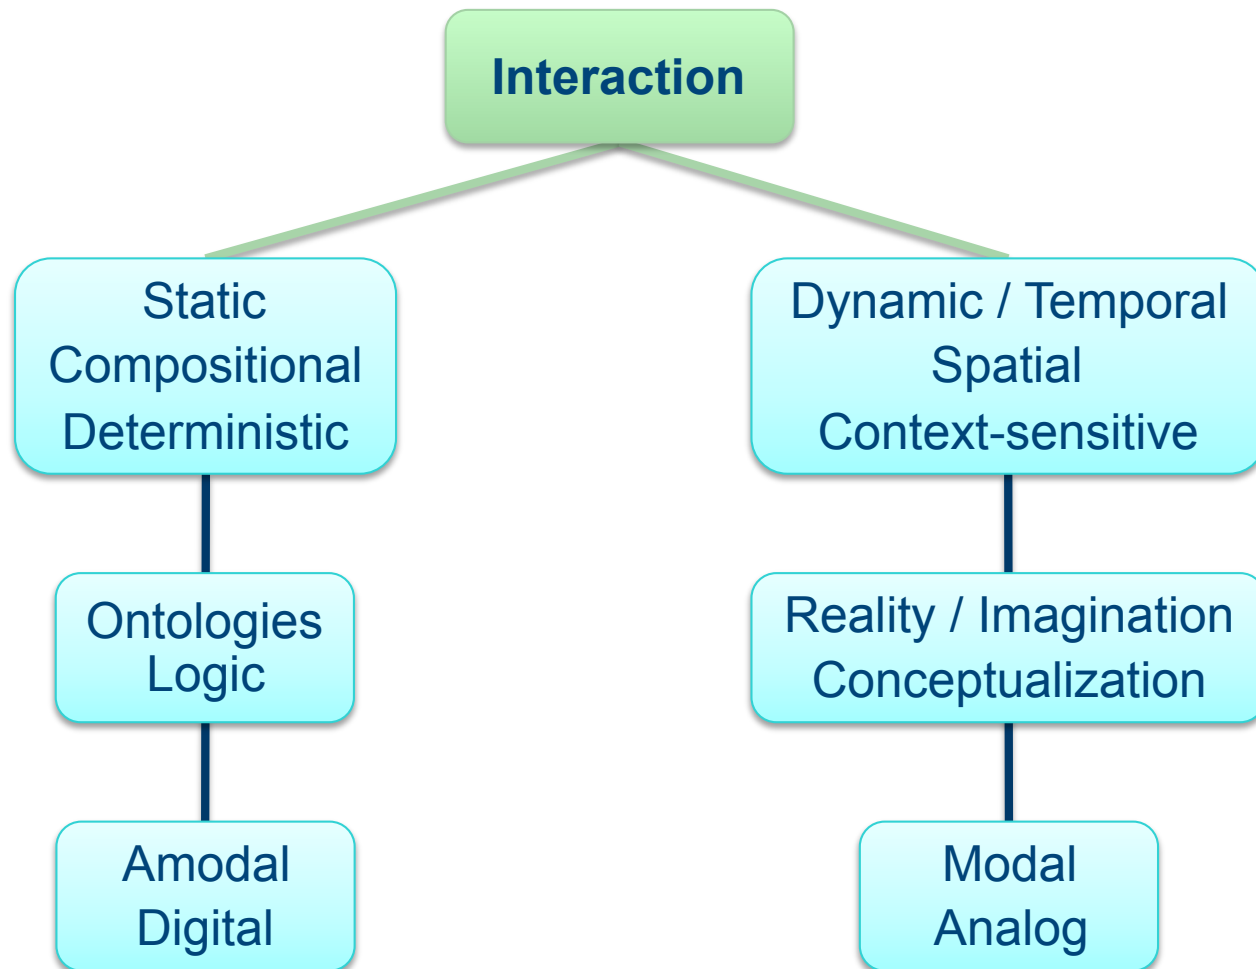 Interaction
Static
Compositional
Deterministic
Dynamic / Temporal
Spatial
Context-sensitive
Ontologies
Logic
Reality / Imagination
Conceptualization
Amodal
Digital
Modal
Analog